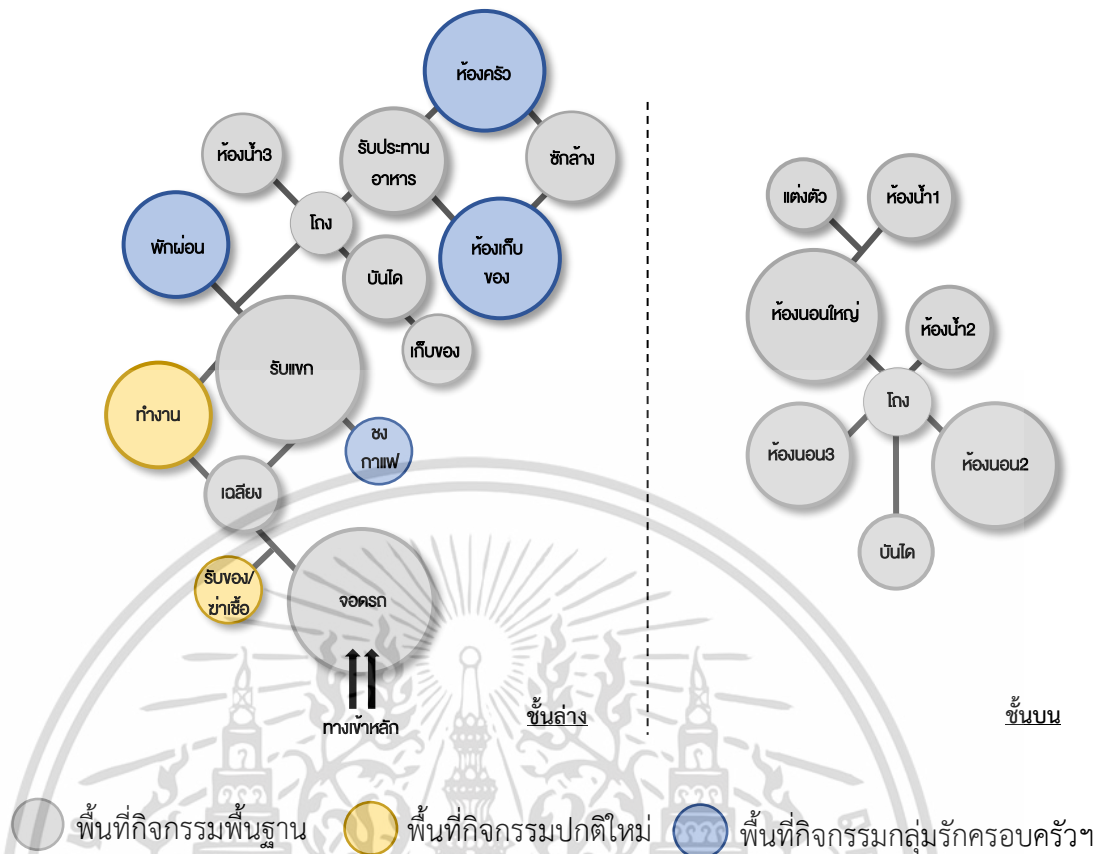 ห้องครัว
ห้องน้ำ3
รับประทาน
อาหาร
ซักล้าง
โถง
พักผ่อน
ห้องเก็บ
ของ
บันได
เก็บของ
รับแขก
ทำงาน
ชง
กาแฟ
เฉลียง
รับของ/
ฆ่าเชื้อ
จอดรถ
ทางเข้าหลัก
ชั้นล่าง
แต่งตัว
ห้องน้ำ1
ห้องนอนใหญ่
ห้องน้ำ2
โถง
ห้องนอน3
ห้องนอน2
บันได
ชั้นบน
พื้นที่กิจกรรมพื้นฐาน
พื้นที่กิจกรรมปกติใหม่
พื้นที่กิจกรรมกลุ่มรักครอบครัวฯ